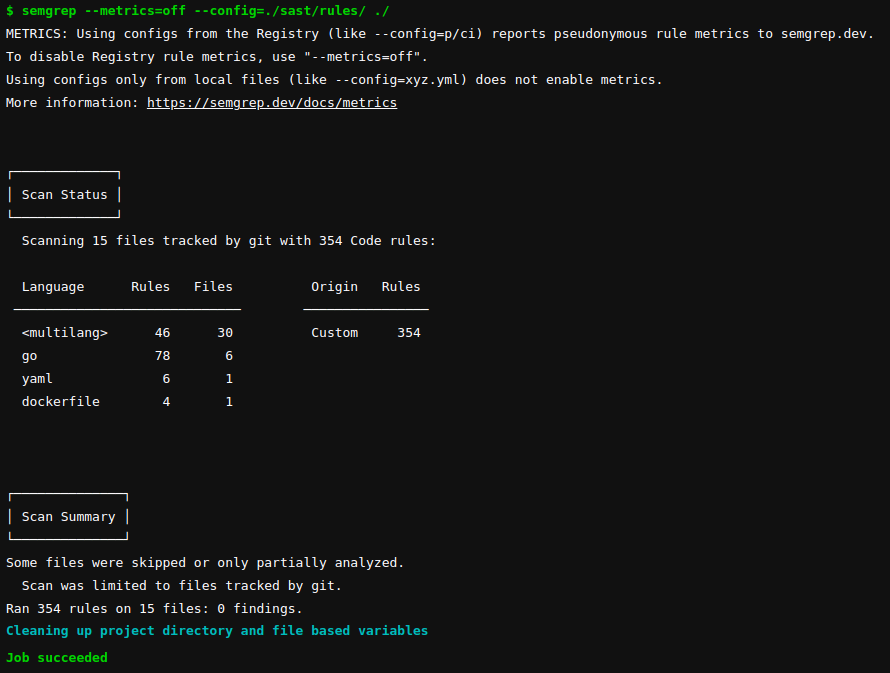 $ semgrep --metrics=off --config=./sast/rules/ ./
METRICS: Using configs from the Registry (like --config=p/ci) reports pseudonymous rule metrics to semgrep.dev.
To disable Registry rule metrics, use "--metrics=off".
Using configs only from local files (like --config=xyz.yml) does not enable metrics.
More information: https://semgrep.dev/docs/metrics
Scan Status
Scanning 15 files tracked by git with 354 Code rules:
Language Rules Files Origin Rules
<multilang> 46 30 Custom 354
go 78 6
yaml 6 1
dockerfile 4 1
Scan Summary
Some files were skipped or only partially analyzed.
Scan was limited to files tracked by git.
Ran 354 rules on 15 files: 0 findings.
Cleaning up project directory and file based variables
Job succeeded